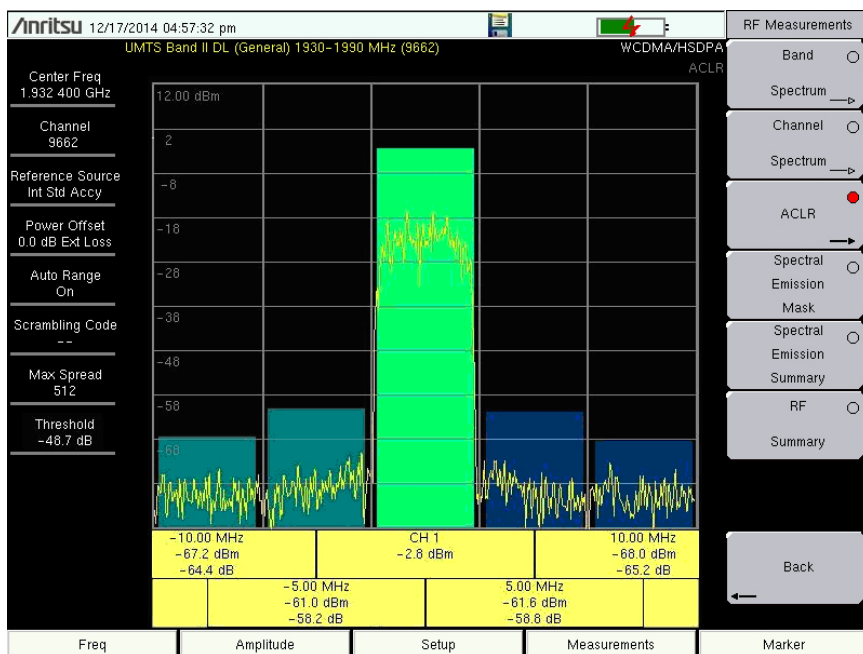 Anritsu 12/17/2014 04:57:32 pm
UMTS Band II DL (General) 1930-1990 MHz (9662)
WCDMA/HSDPA
ACLR
Center Freq
1.932 400 GHz
Channel
9662
Reference Source
Int Std Accy
Power Offset
0.0 dB Ext Loss
Auto Range
On
Scrambling Code
--
Max Spread
512
Threshold
-48.7 dB
12.00 dBm
2
-8
-18
-28
-38
-48
-58
-68
-10.00 MHz
-67.2 dBm
-64.4 dB
CH 1
-2.8 dBm
10.00 MHz
-68.0 dBm
-65.2 dB
-5.00 MHz
-61.0 dBm
-58.2 dB
5.00 MHz
-61.6 dBm
-58.8 dB
RF Measurements
Band
Spectrum
Channel
Spectrum
ACLR
Spectral
Emission
Mask
Spectral
Emission
Summary
RF
Summary
Back
Freq
Amplitude
Setup
Measurements
Marker